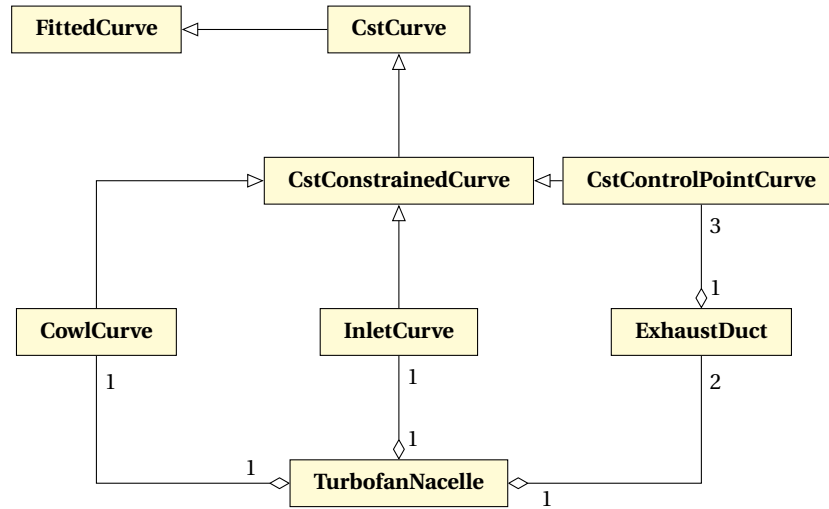 FittedCurve
CstCurve
CstConstrainedCurve
CstControlPointCurve
3
1
CowlCurve
InletCurve
ExhaustDuct
1
1
2
1
1
TurbofanNacelle
1